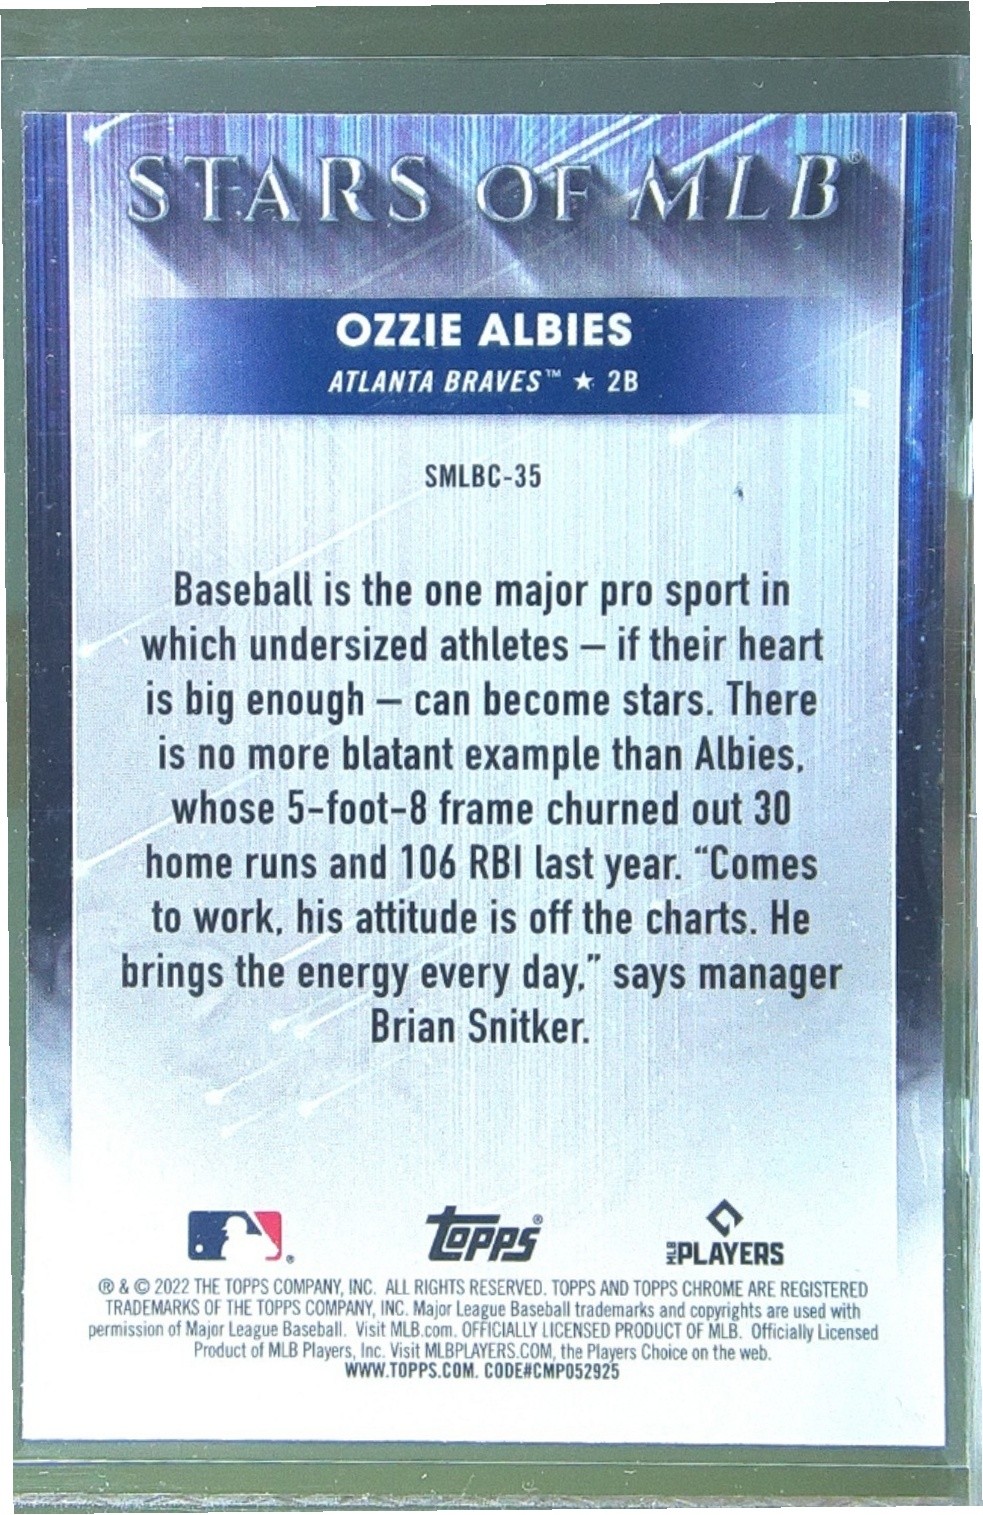 STARS OF MLB®
OZZIE ALBIES
ATLANTA BRAVES™ ★ 2B
SMLBC-35
Baseball is the one major pro sport in
which undersized athletes – if their heart
is big enough – can become stars. There
is no more blatant example than Albies,
whose 5-foot-8 frame churned out 30
home runs and 106 RBI last year. “Comes
to work, his attitude is off the charts. He
brings the energy every day,” says manager
Brian Snitker.
® Topps® MLB PLAYERS
® & © 2022 THE TOPPS COMPANY, INC. ALL RIGHTS RESERVED. TOPPS AND TOPPS CHROME ARE REGISTERED
TRADEMARKS OF THE TOPPS COMPANY, INC. Major League Baseball trademarks and copyrights are used with
permission of Major League Baseball. Visit MLB.com. OFFICIALLY LICENSED PRODUCT OF MLB. Officially Licensed
Product of MLB Players, Inc. Visit MLBPLAYERS.COM, the Players Choice on the web.
WWW.TOPPS.COM. CODE#CMP052925